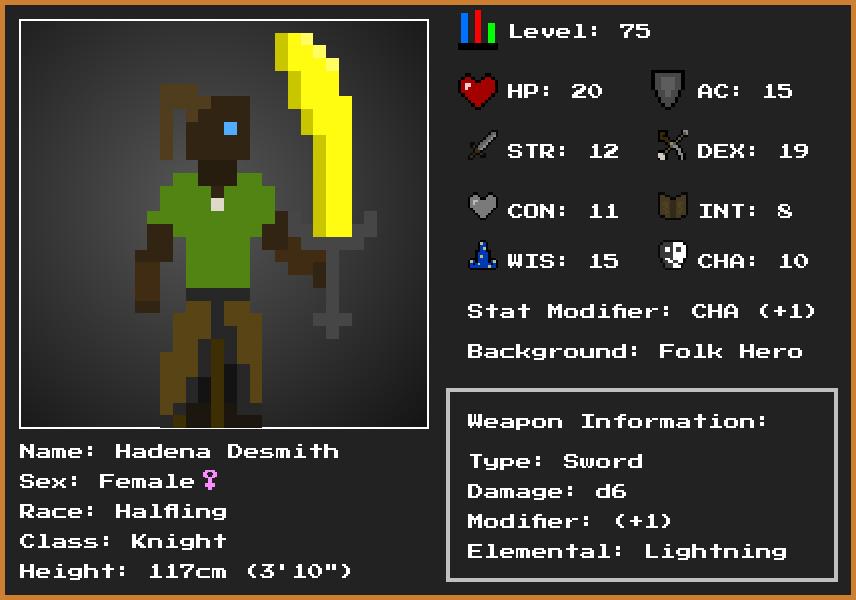 Level: 75
HP: 20
AC: 15
STR: 12
DEX: 19
CON: 11
INT: 8
WIS: 15
CHA: 10
Stat Modifier: CHA (+1)
Background: Folk Hero
Weapon Information:
Type: Sword
Damage: d6
Modifier: (+1)
Elemental: Lightning
Name: Hadena Desmith
Sex: Female♀
Race: Halfling
Class: Knight
Height: 117cm (3'10")